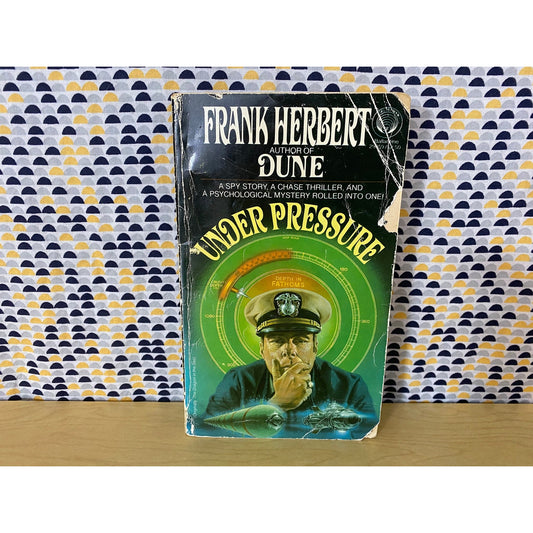 FRANK HERBERT
AUTHOR OF
DUNE
A SPY STORY, A CHASE THRILLER, AND
A PSYCHOLOGICAL MYSTERY ROLLED INTO ONE!
UNDER PRESSURE
DEPTH IN
FATHOMS